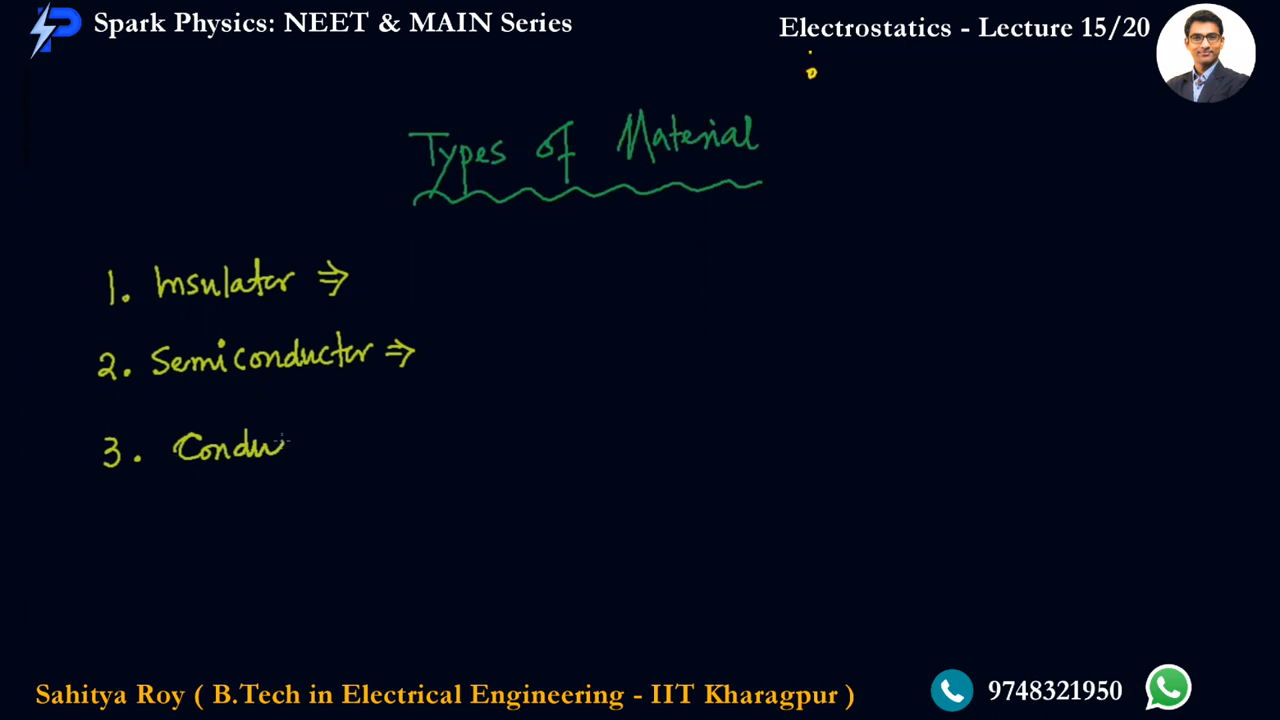 Spark Physics: NEET & MAIN Series
Electrostatics - Lecture 15/20
Types of Material
1. Insulator ⇒
2. Semiconductor ⇒
3. Condu
Sahitya Roy ( B.Tech in Electrical Engineering - IIT Kharagpur )
9748321950